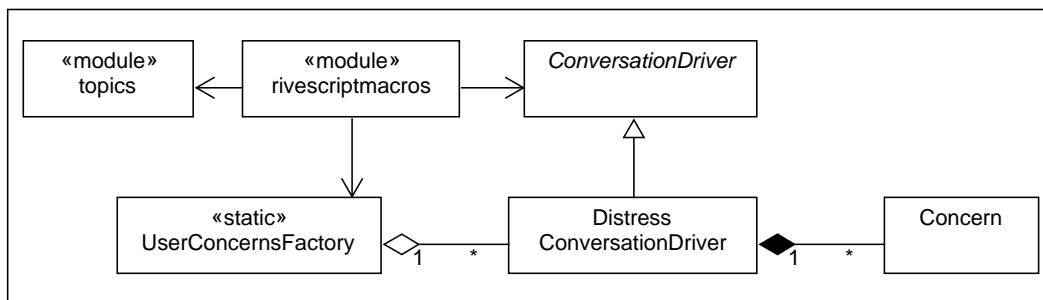 «module»
topics
«module»
rivescriptmacros
ConversationDriver
«static»
UserConcernsFactory
1
*
Distress
ConversationDriver
1
*
Concern